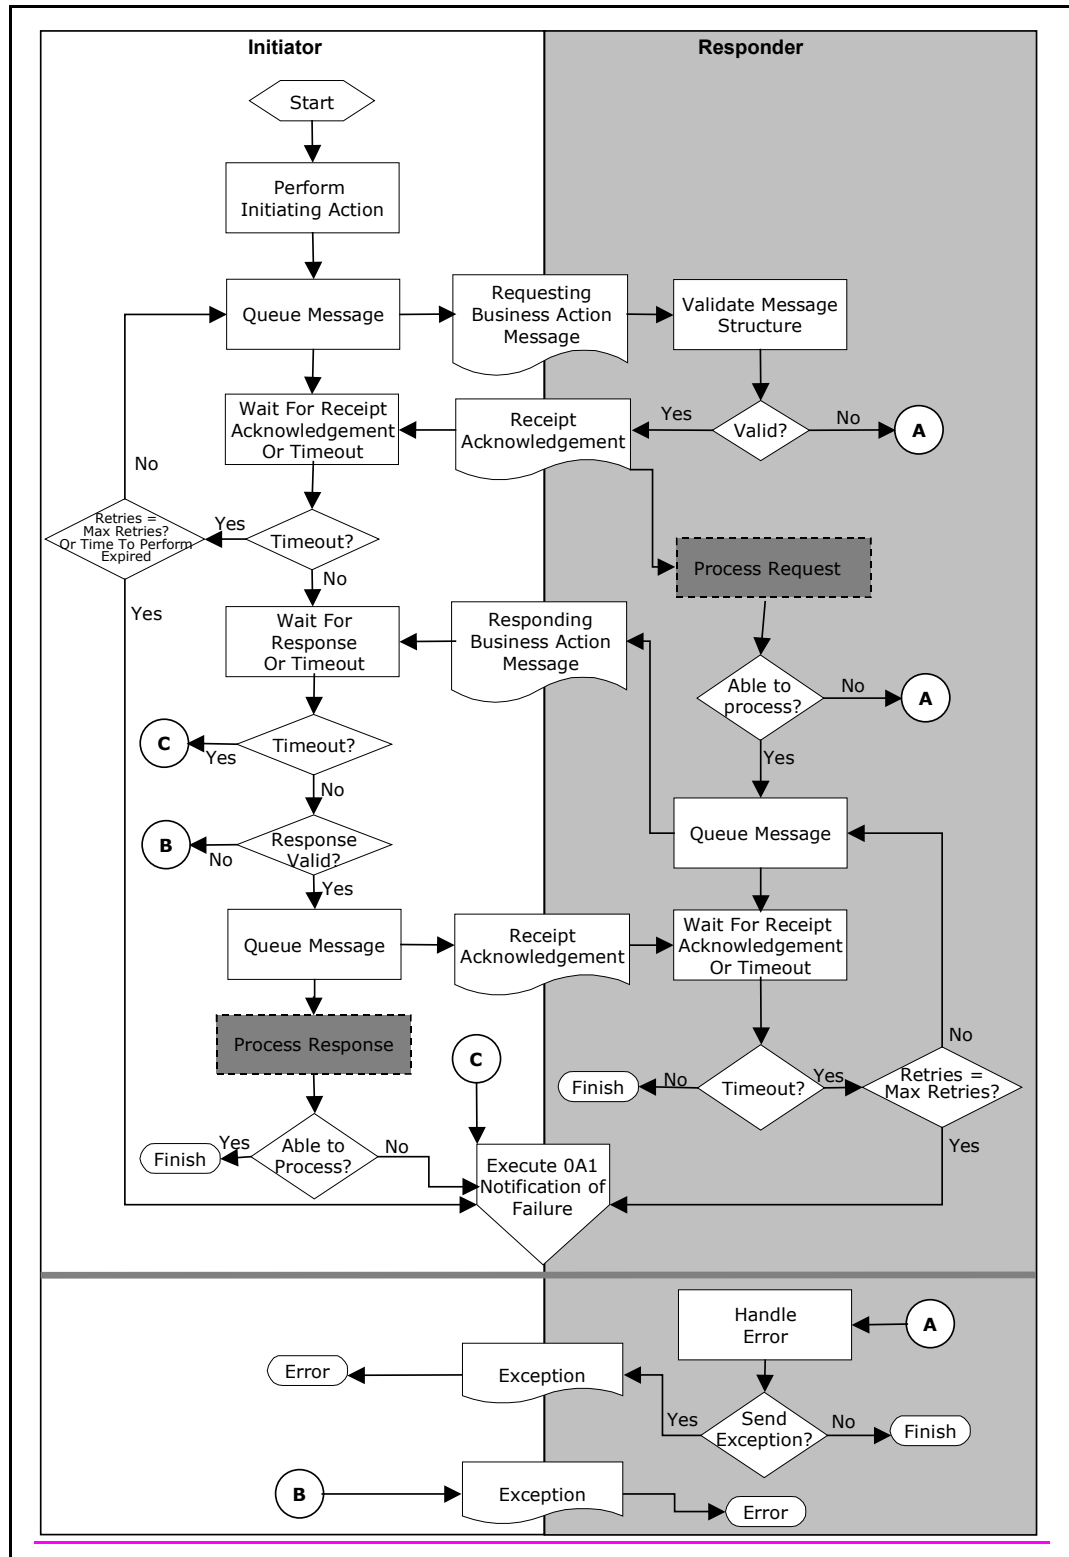 Initiator
Responder
Start
Perform
Initiating Action
Queue Message
Requesting
Business Action
Message
Validate Message
Structure
Wait For Receipt
Acknowledgement
Or Timeout
Receipt
Acknowledgement
Yes
Valid?
No
A
No
Retries =
Max Retries?
Or Time To Perform
Expired
Yes
Timeout?
No
Process Request
Yes
Wait For
Response
Or Timeout
Responding
Business Action
Message
Able to
process?
No
A
C
Yes
Timeout?
No
Yes
B
No
Response
Valid?
Yes
Queue Message
Queue Message
Receipt
Acknowledgement
Wait For Receipt
Acknowledgement
Or Timeout
Process Response
C
No
Finish
No
Timeout?
Yes
Retries =
Max Retries?
Yes
Finish
Yes
Able to
Process?
No
Execute 0A1
Notification of
Failure
Handle
Error
A
Error
Exception
Yes
Send
Exception?
No
Finish
B
Exception
Error